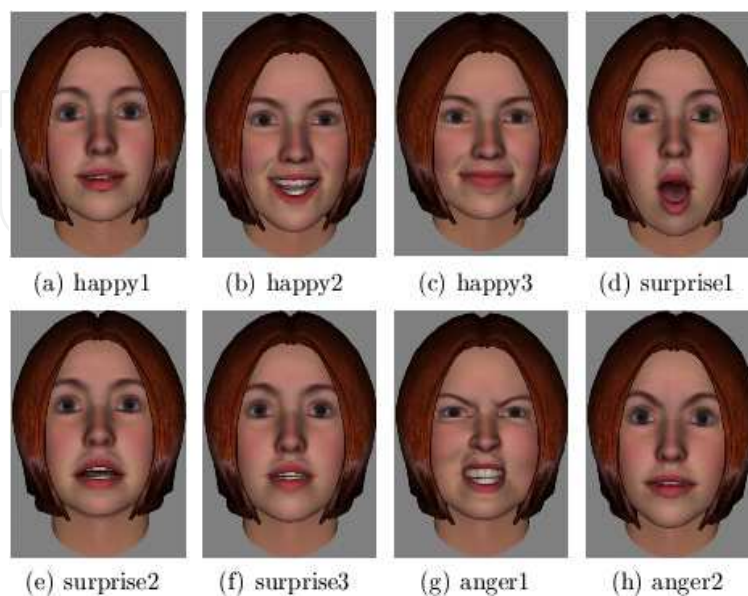 (a) happy1 (b) happy2 (c) happy3 (d) surprise1
(e) surprise2 (f) surprise3 (g) anger1 (h) anger2